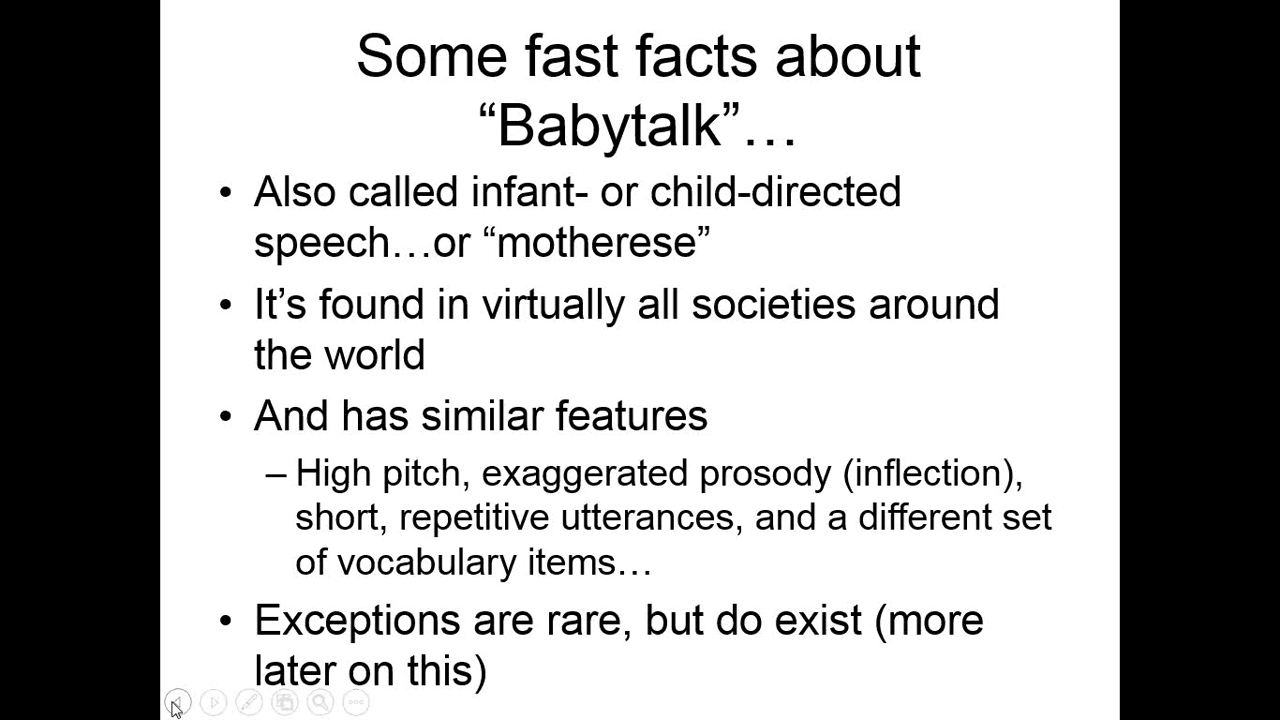 Some fast facts about
“Babytalk”…
• Also called infant- or child-directed
speech…or “motherese”
• It’s found in virtually all societies around
the world
• And has similar features
– High pitch, exaggerated prosody (inflection),
short, repetitive utterances, and a different set
of vocabulary items…
• Exceptions are rare, but do exist (more
later on this)